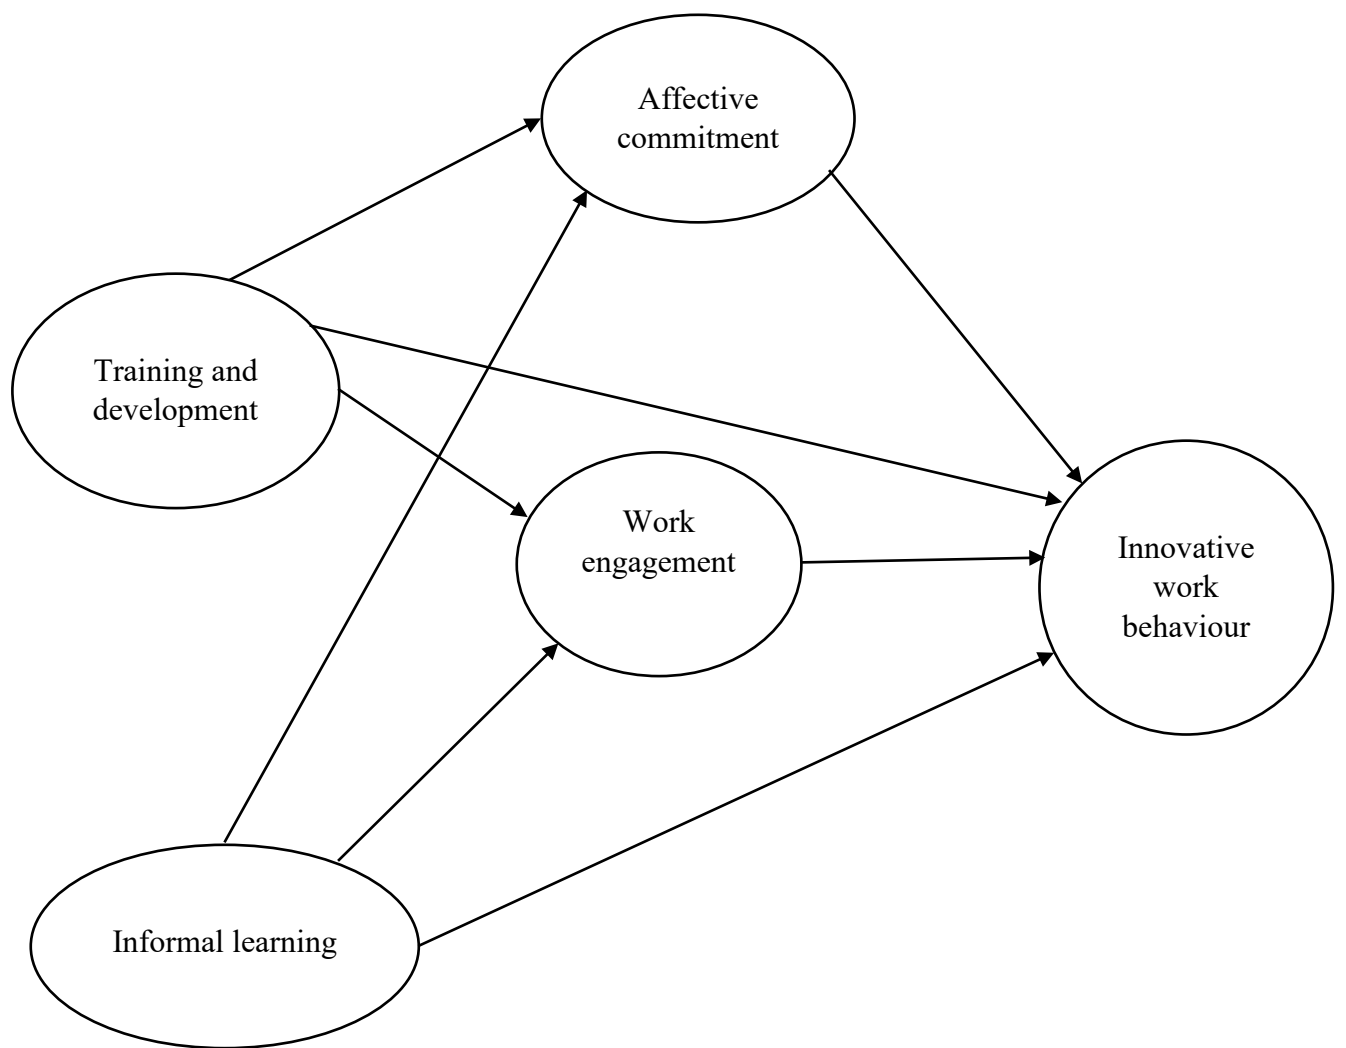 Affective
commitment
Training and
development
Work
engagement
Innovative
work
behaviour
Informal learning